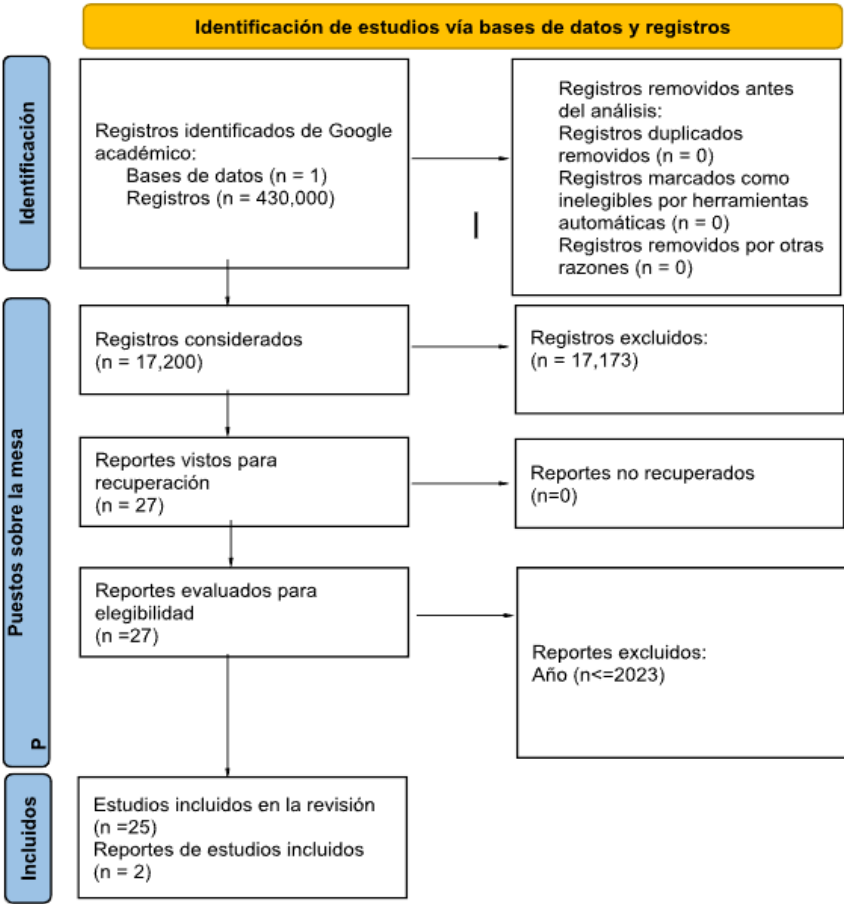 Identificación de estudios vía bases de datos y registros
Identificación
Registros identificados de Google
académico:
Bases de datos (n = 1)
Registros (n = 430,000)
Registros removidos antes
del análisis:
Registros duplicados
removidos (n = 0)
Registros marcados como
inelegibles por herramientas
automáticas (n = 0)
Registros removidos por otras
razones (n = 0)
Puestos sobre la mesa
P
Registros considerados
(n = 17,200)
Registros excluidos:
(n = 17,173)
Reportes vistos para
recuperación
(n = 27)
Reportes no recuperados
(n=0)
Reportes evaluados para
elegibilidad
(n =27)
Reportes excluidos:
Año (n<=2023)
Incluidos
Estudios incluidos en la revisión
(n =25)
Reportes de estudios incluidos
(n = 2)